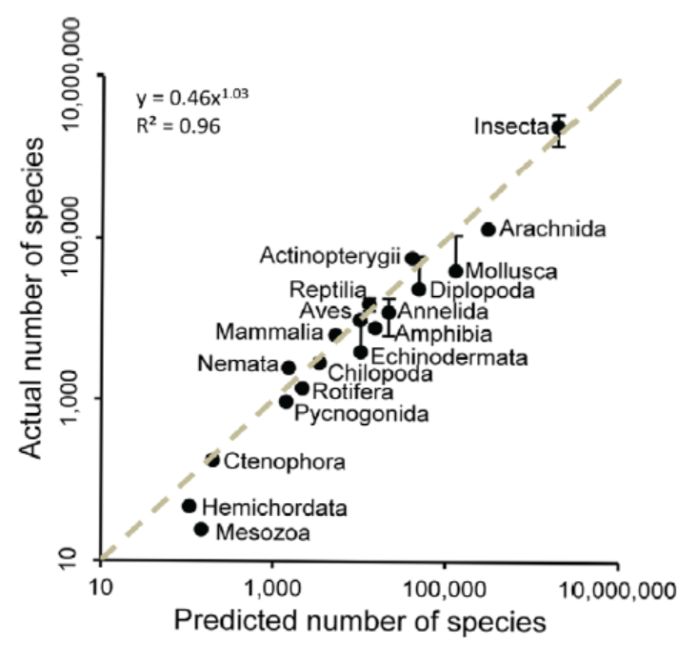 y = 0.46x¹·⁰³
R² = 0.96
Actual number of species
10,000,000
100,000
1,000
10
Insecta
Arachnida
Actinopterygii
Mollusca
Reptilia
Diplopoda
Aves
Annelida
Mammalia
Amphibia
Echinodermata
Nemata
Chilopoda
Rotifera
Pycnogonida
Ctenophora
Hemichordata
Mesozoa
10
1,000
100,000
10,000,000
Predicted number of species